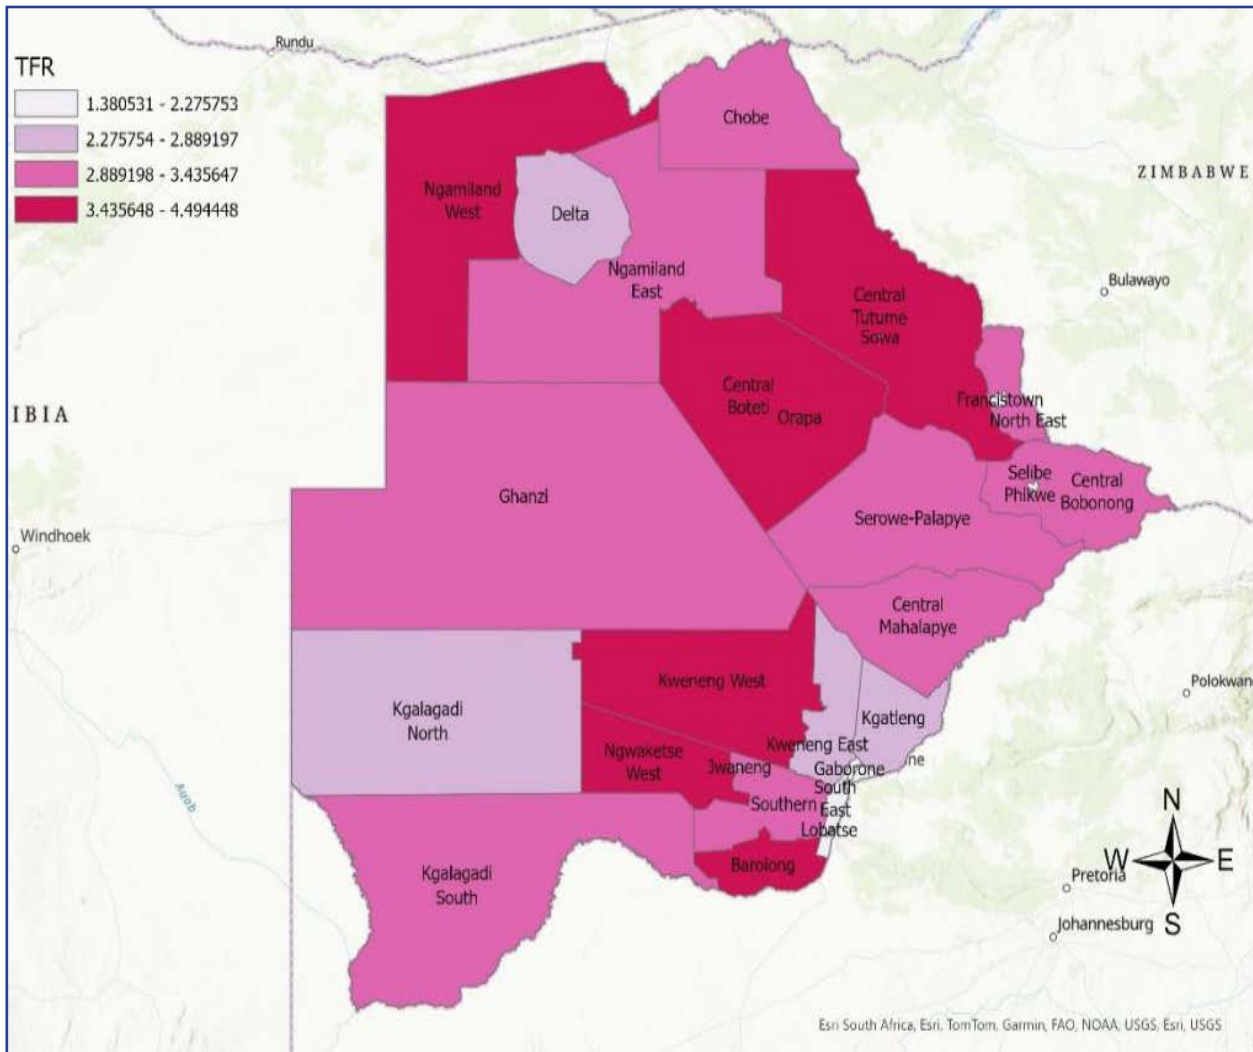 Rundu
TFR
1.380531 - 2.275753
2.275754 - 2.889197
2.889198 - 3.435647
3.435648 - 4.494448
Chobe
ZIMBABWE
Ngamiland
West
Delta
Ngamiland
East
Bulawayo
Central
Tutume
Sowa
Central
Boteti
Orapa
Francistown
North East
IBIA
Ghanzi
Selibe
Phikwe
Central
Bobonong
Serowe-Palapye
Windhoek
Central
Mahalapye
Kweneng West
Polokwan
Kgalagadi
North
Kgatleng
Ngwaketse
West
Kweneng East
Jwaneng
Gaborone
ne
South
East
Southern
Lobatse
Auob
Barolong
Kgalagadi
South
N
W
E
S
Pretoria
Johannesburg
Esri South Africa, Esri, TomTom, Garmin, FAO, NOAA, USGS, Esri, USGS